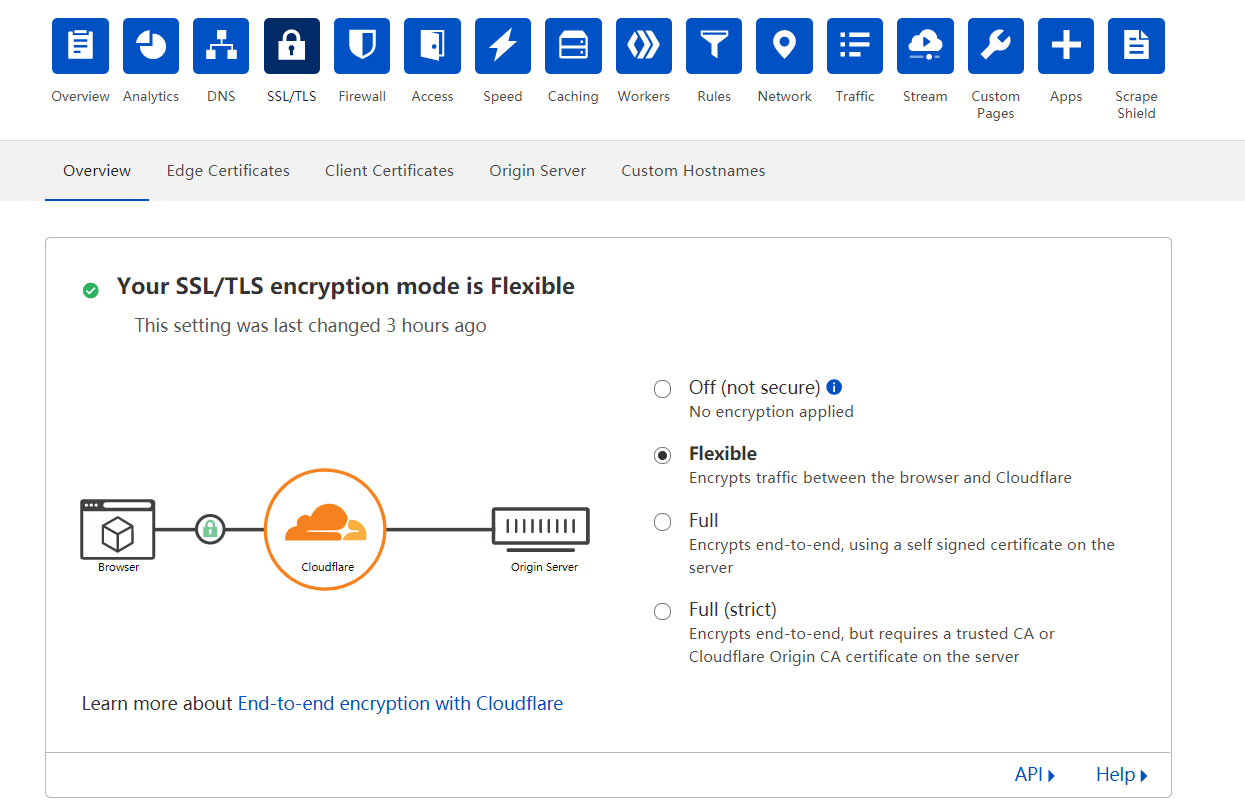 Overview Analytics DNS SSL/TLS Firewall Access Speed Caching Workers Rules Network Traffic Stream Custom Pages Apps Scrape Shield
Overview Edge Certificates Client Certificates Origin Server Custom Hostnames
Your SSL/TLS encryption mode is Flexible
This setting was last changed 3 hours ago
Off (not secure)
No encryption applied
Flexible
Encrypts traffic between the browser and Cloudflare
Full
Encrypts end-to-end, using a self signed certificate on the
server
Full (strict)
Encrypts end-to-end, but requires a trusted CA or
Cloudflare Origin CA certificate on the server
Browser Cloudflare Origin Server
Learn more about End-to-end encryption with Cloudflare
API Help